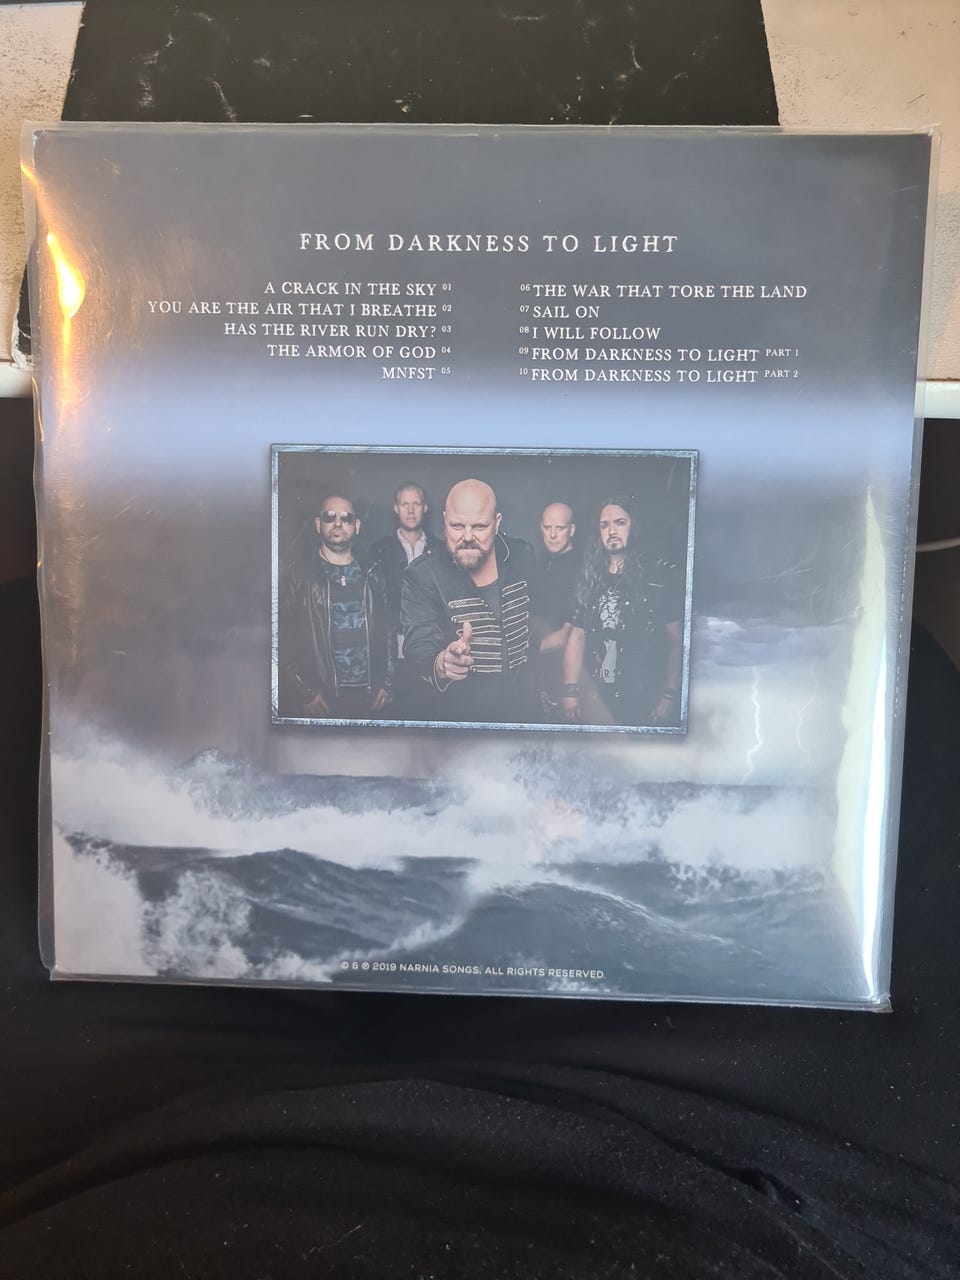 FROM DARKNESS TO LIGHT
A CRACK IN THE SKY 01
YOU ARE THE AIR THAT I BREATHE 02
HAS THE RIVER RUN DRY? 03
THE ARMOR OF GOD 04
MNFST 05
06 THE WAR THAT TORE THE LAND
07 SAIL ON
08 I WILL FOLLOW
09 FROM DARKNESS TO LIGHT PART 1
10 FROM DARKNESS TO LIGHT PART 2
© & ℗ 2019 NARNIA SONGS. ALL RIGHTS RESERVED.